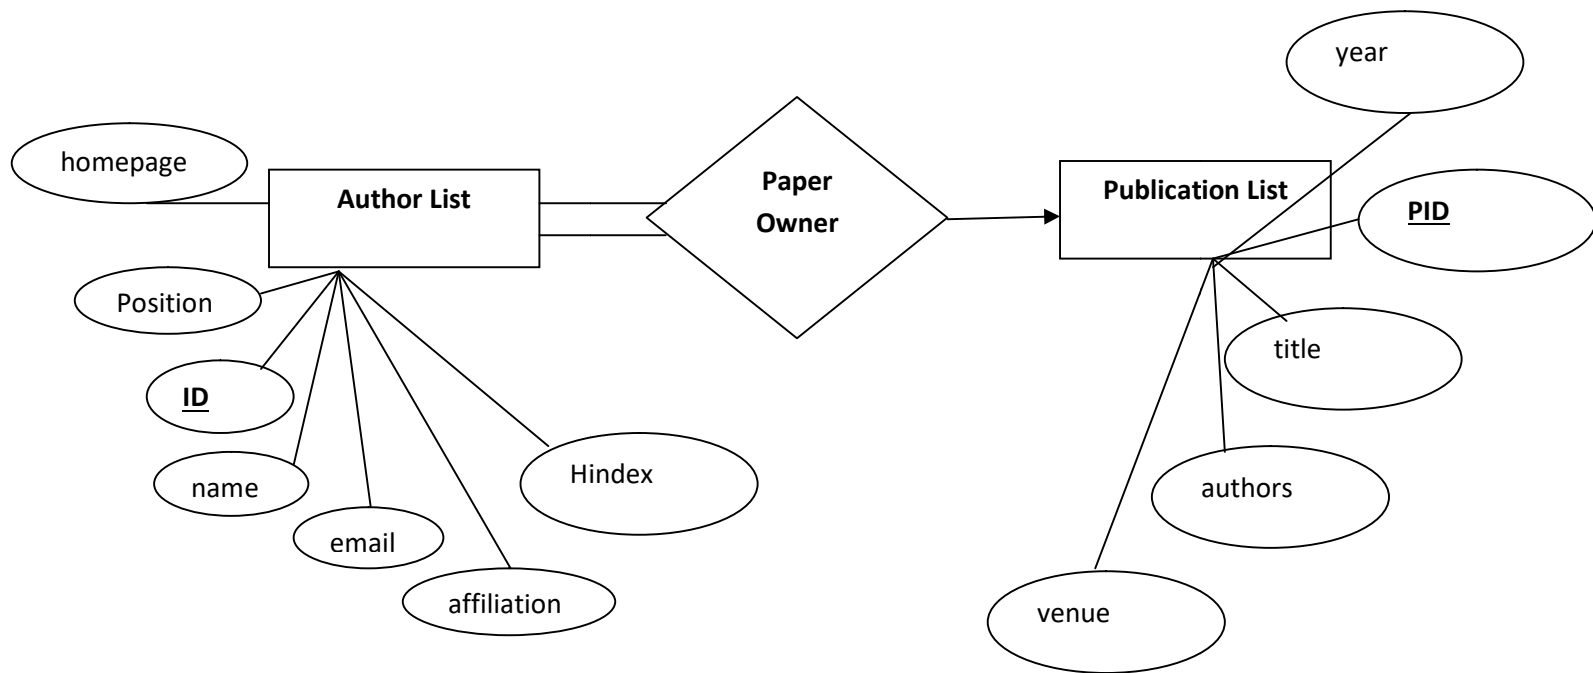 year
homepage
Author List
Paper
Owner
Publication List
PID
Position
ID
name
email
affiliation
Hindex
title
authors
venue